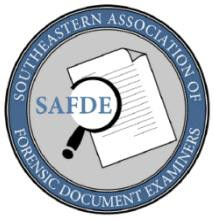 SOUTHEASTERN ASSOCIATION OF
SAFDE
FORENSIC DOCUMENT EXAMINERS